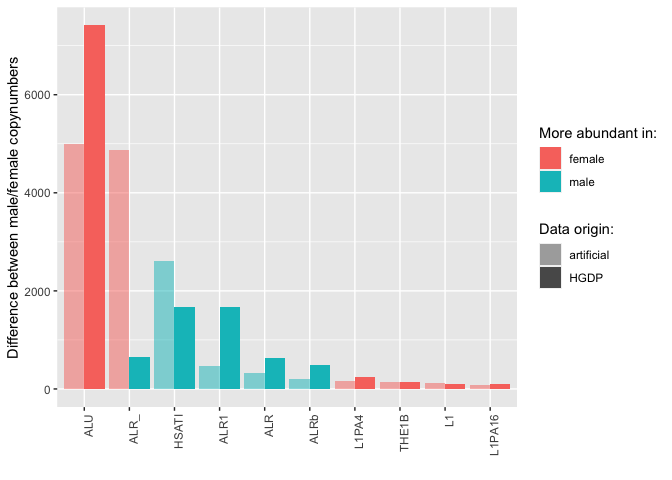 Difference between male/female copynumbers
6000
4000
2000
0
ALU
ALR_
HSATI
ALR1
ALR
ALRb
L1PA4
THE1B
L1
L1PA16
More abundant in:
female
male
Data origin:
artificial
HGDP